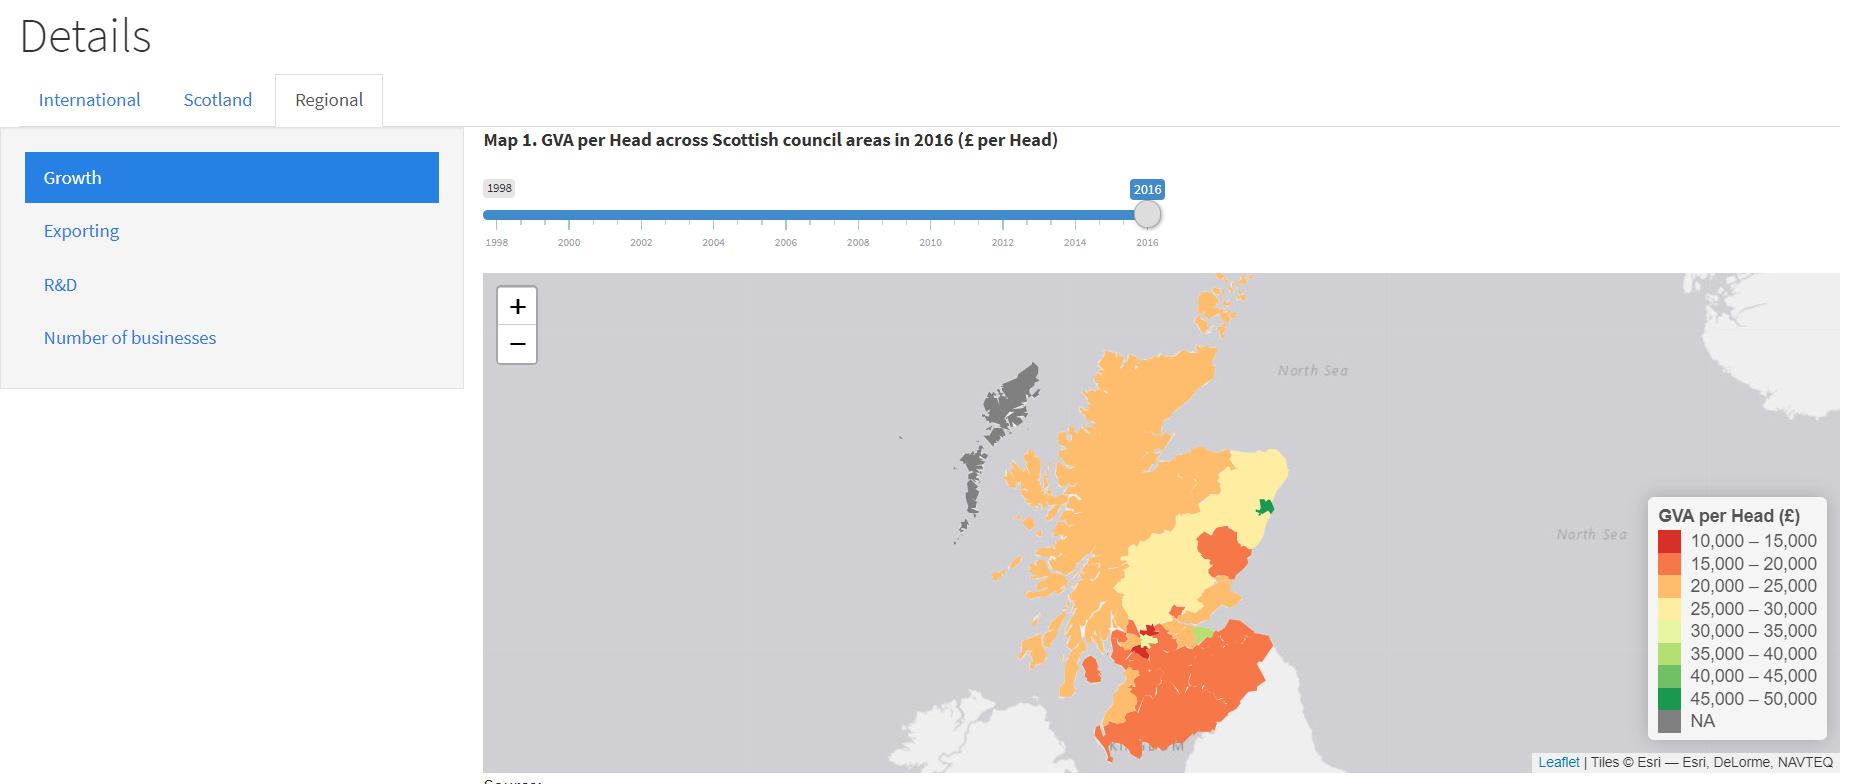 Details
International Scotland Regional
Growth
Exporting
R&D
Number of businesses
Map 1. GVA per Head across Scottish council areas in 2016 (£ per Head)
1998 2016
1998 2000 2002 2004 2006 2008 2010 2012 2014 2016
+
−
North Sea
North Sea
KINGDOM
GVA per Head (£)
10,000 – 15,000
15,000 – 20,000
20,000 – 25,000
25,000 – 30,000
30,000 – 35,000
35,000 – 40,000
40,000 – 45,000
45,000 – 50,000
NA
Leaflet | Tiles © Esri — Esri, DeLorme, NAVTEQ